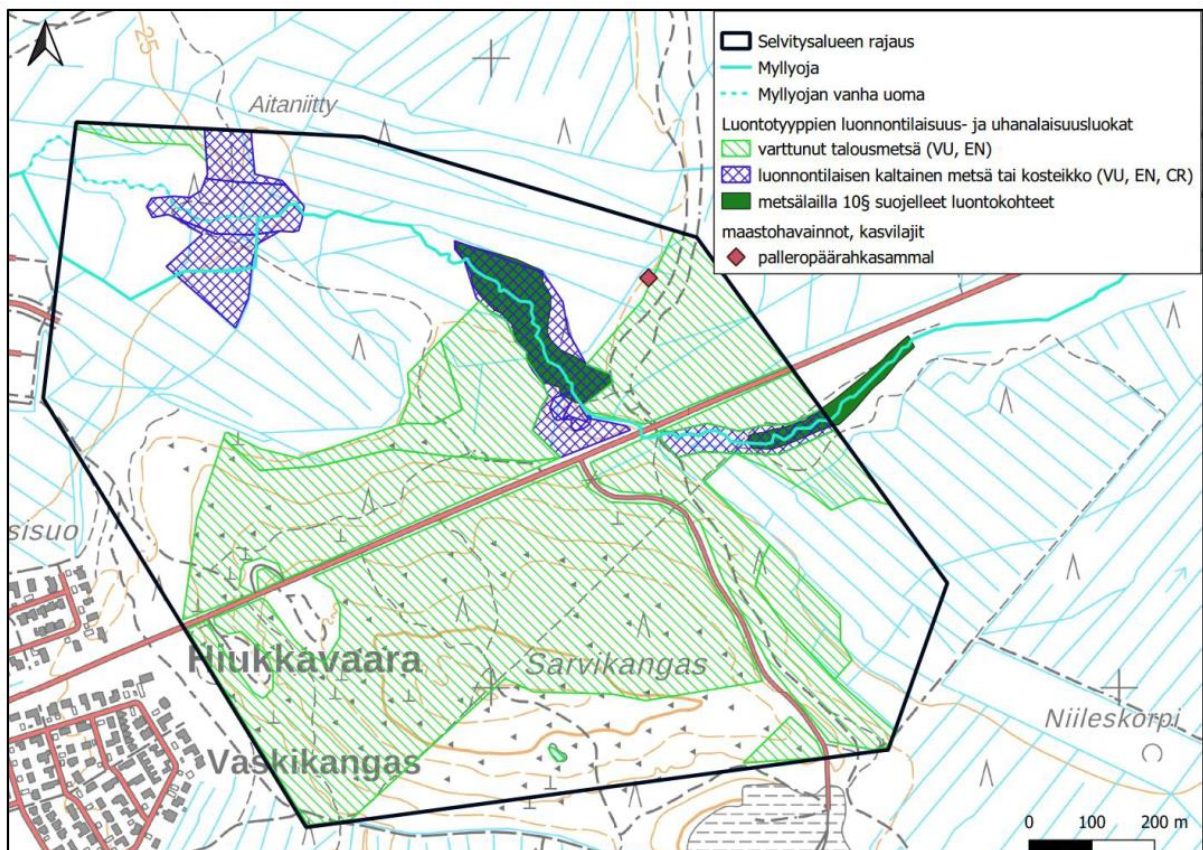 25
Aitaniitty
Selvitysalueen rajaus
Myllyoja
Myllyojan vanha uoma
Luontotyyppien luonnontilaisuus- ja uhanalaisuusluokat
varttunut talousmetsä (VU, EN)
luonnontilaisen kaltainen metsä tai kosteikko (VU, EN, CR)
metsälailla 10§ suojelleet luontokohteet
maastohavainnot, kasvilajit
palleropäärahkasammal
sisuo
Hiukkavaara
Sarvikangas
Niileskorpi
Vaskikangas
0 100 200 m